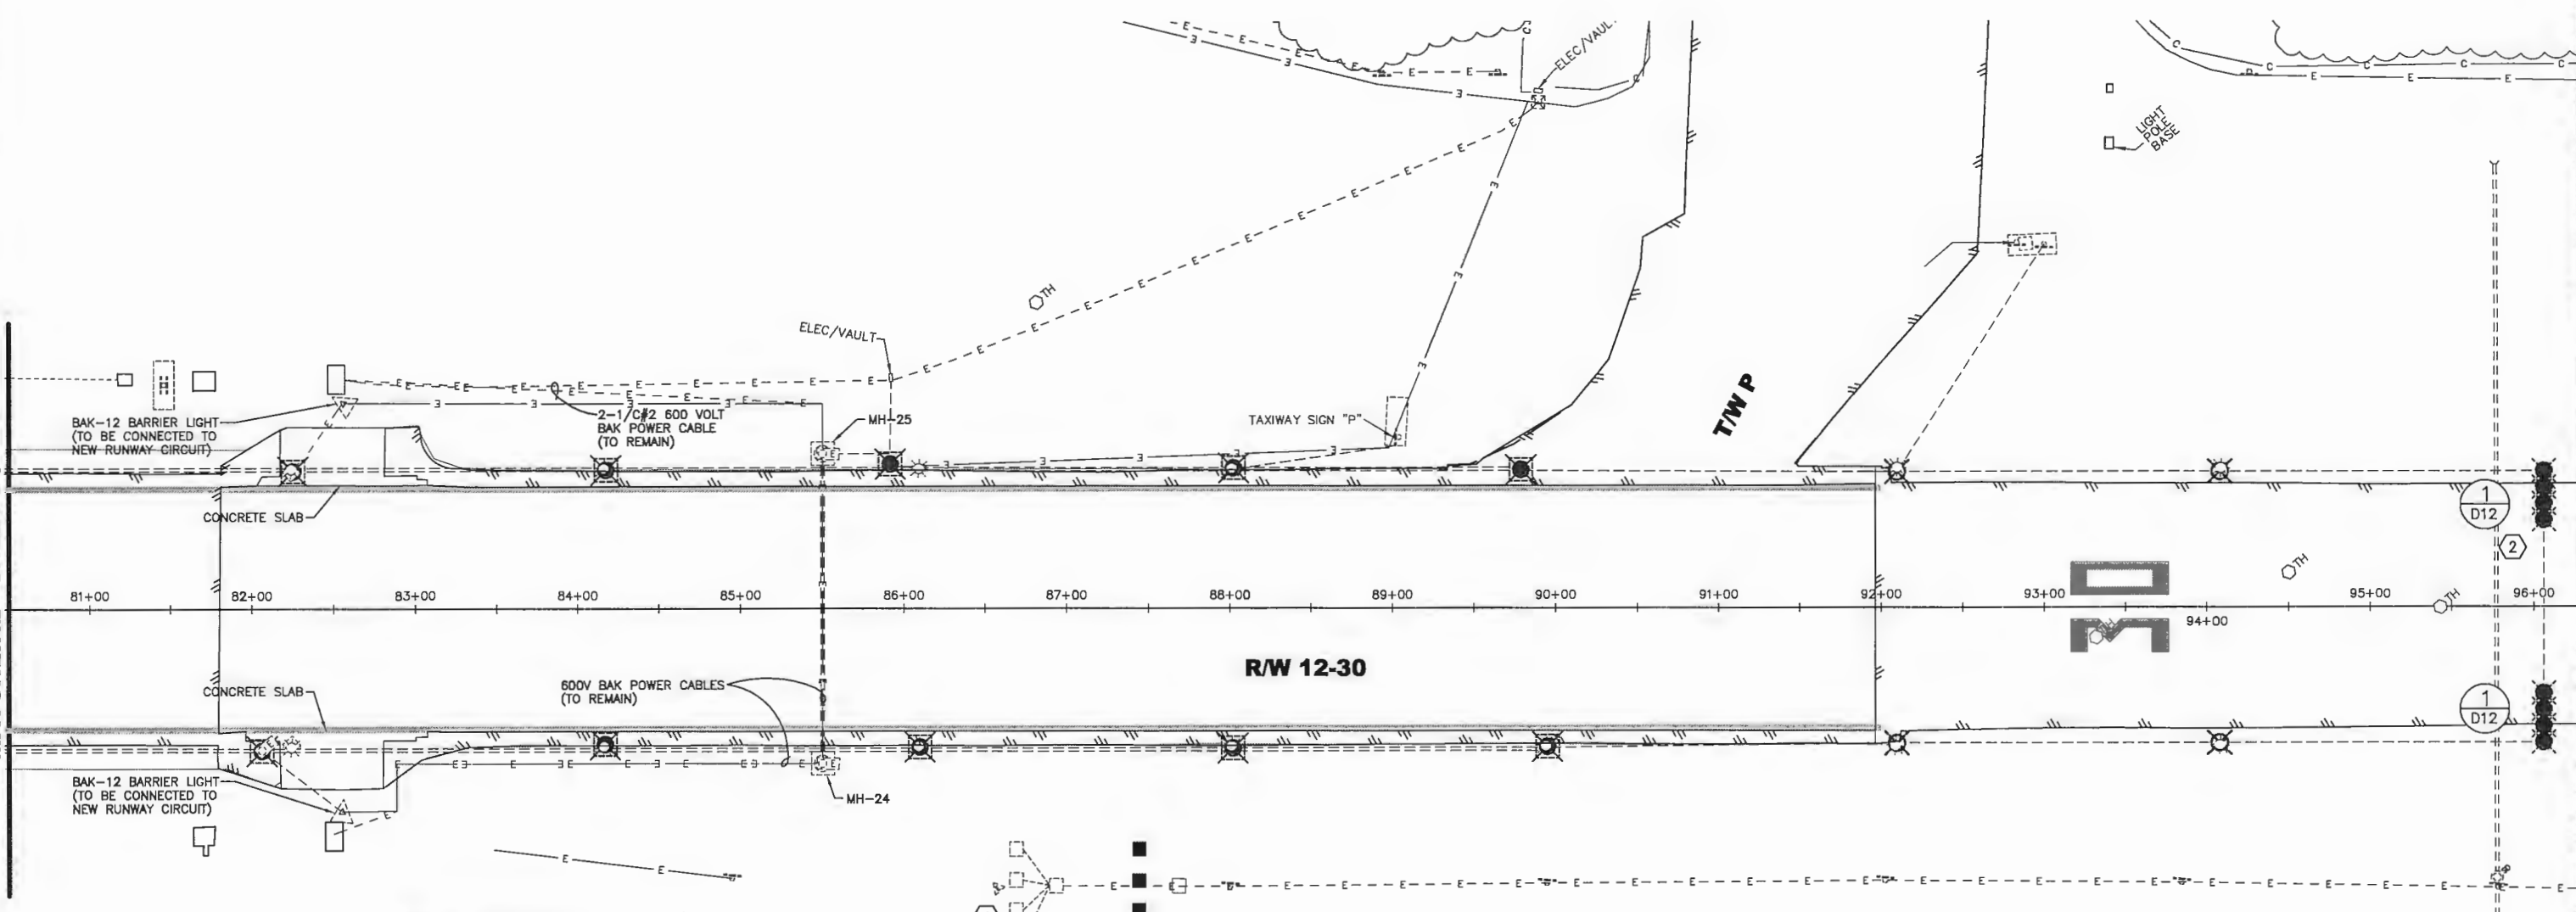 ELEC/VAULT
LIGHT
POLE
BASE
TH
ELEC/VAULT
BAK-12 BARRIER LIGHT
(TO BE CONNECTED TO
NEW RUNWAY CIRCUIT)
2-1/C#2 600 VOLT
BAK POWER CABLE
(TO REMAIN)
MH-25
TAXIWAY SIGN "P"
T/W P
CONCRETE SLAB
1
D12
2
TH
81+00
82+00
83+00
84+00
85+00
86+00
87+00
88+00
89+00
90+00
91+00
92+00
93+00
94+00
95+00
96+00
TH
TH
R/W 12-30
CONCRETE SLAB
600V BAK POWER CABLES
(TO REMAIN)
1
D12
BAK-12 BARRIER LIGHT
(TO BE CONNECTED TO
NEW RUNWAY CIRCUIT)
MH-24